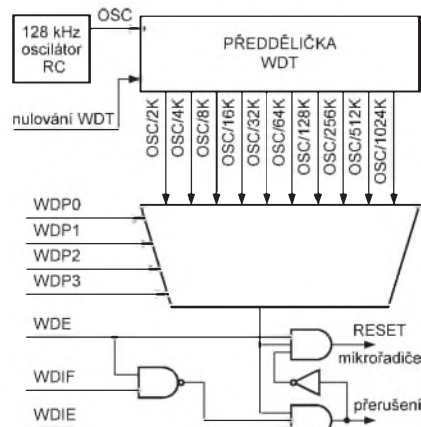 128 kHz
oscilátor
RC
OSC
PŘEDDĚLIČKA
WDT
nulování WDT
OSC/2K
OSC/4K
OSC/8K
OSC/16K
OSC/32K
OSC/64K
OSC/128K
OSC/256K
OSC/512K
OSC/1024K
WDP0
WDP1
WDP2
WDP3
WDE
RESET
mikrořadiče
WDIF
WDIE
přerušení